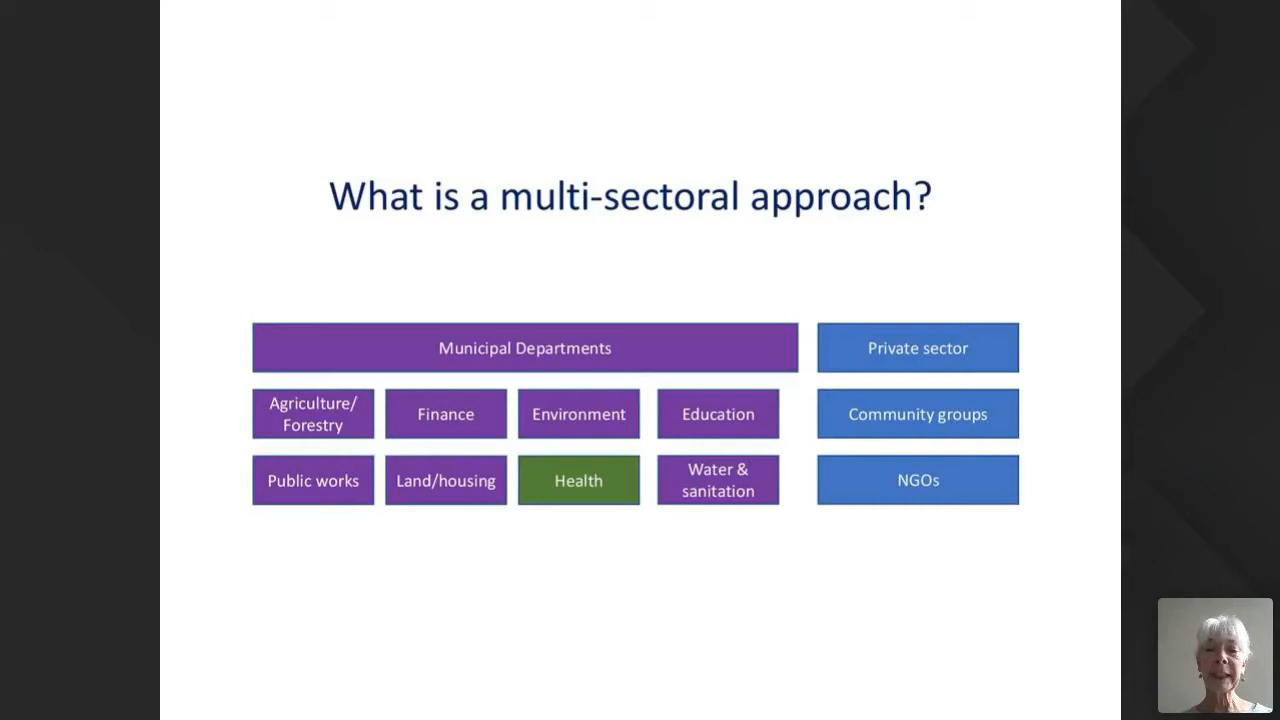 What is a multi-sectoral approach?
Municipal Departments
Private sector
Agriculture/
Forestry
Finance
Environment
Education
Community groups
Public works
Land/housing
Health
Water &
sanitation
NGOs